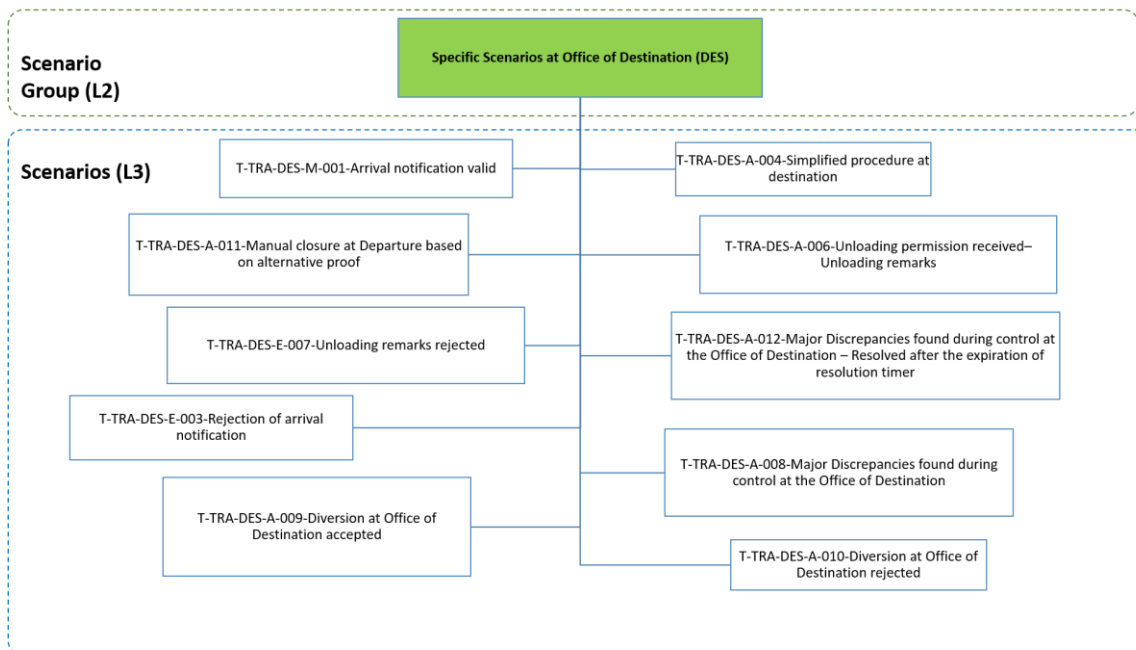 Specific Scenarios at Office of Destination (DES)
Scenario
Group (L2)
Scenarios (L3)
T-TRA-DES-M-001-Arrival notification valid
T-TRA-DES-A-004-Simplified procedure at
destination
T-TRA-DES-A-011-Manual closure at Departure based
on alternative proof
T-TRA-DES-A-006-Unloading permission received–
Unloading remarks
T-TRA-DES-E-007-Unloading remarks rejected
T-TRA-DES-A-012-Major Discrepancies found during control at
the Office of Destination – Resolved after the expiration of
resolution timer
T-TRA-DES-E-003-Rejection of arrival
notification
T-TRA-DES-A-008-Major Discrepancies found during
control at the Office of Destination
T-TRA-DES-A-009-Diversion at Office of
Destination accepted
T-TRA-DES-A-010-Diversion at Office of
Destination rejected